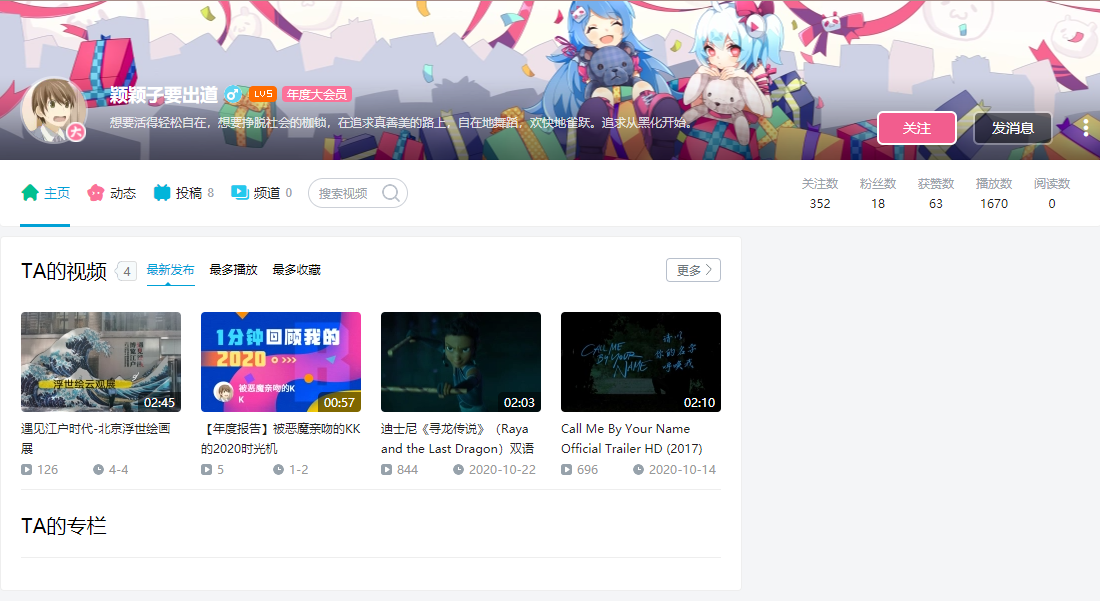 颖颖子要出道 LV5 年度大会员
想要活得轻松自在，想要挣脱社会的枷锁，在追求真善美的路上，自在地舞蹈，欢快地雀跃。追求从黑化开始。
大
关注 发消息
主页 动态 投稿 8 频道 0 搜索视频
关注数 粉丝数 获赞数 播放数 阅读数
352 18 63 1670 0
TA的视频 4 最新发布 最多播放 最多收藏 更多
浮世绘云观展
02:45
1分钟回顾我的
2020
被恶魔亲吻的K
K
00:57
02:03
CALL ME
BY YOUR
NAME
请以
你的名字
呼唤我
02:10
遇见江户时代-北京浮世绘画
展
126 4-4
【年度报告】被恶魔亲吻的KK
的2020时光机
5 1-2
迪士尼《寻龙传说》（Raya
and the Last Dragon）双语
844 2020-10-22
Call Me By Your Name
Official Trailer HD (2017)
696 2020-10-14
TA的专栏